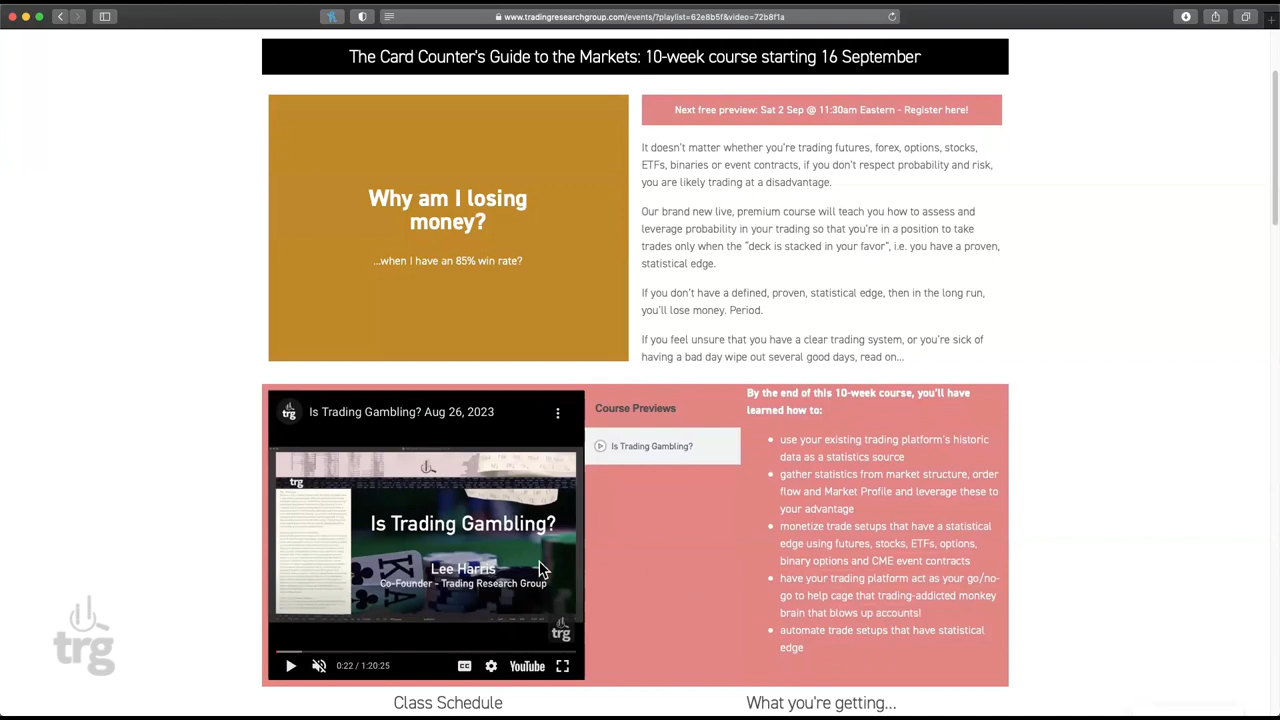 www.tradingresearchgroup.com/events/?playlist=62e8b5f&video=72b8f1a
The Card Counter's Guide to the Markets: 10-week course starting 16 September
Why am I losing
money?
...when I have an 85% win rate?
Next free preview: Sat 2 Sep @ 11:30am Eastern - Register here!
It doesn't matter whether you're trading futures, forex, options, stocks,
ETFs, binaries or event contracts, if you don't respect probability and risk,
you are likely trading at a disadvantage.
Our brand new live, premium course will teach you how to assess and
leverage probability in your trading so that you're in a position to take
trades only when the "deck is stacked in your favor", i.e. you have a proven,
statistical edge.
If you don't have a defined, proven, statistical edge, then in the long run,
you'll lose money. Period.
If you feel unsure that you have a clear trading system, or you're sick of
having a bad day wipe out several good days, read on...
trg
Is Trading Gambling? Aug 26, 2023
trg
Is Trading Gambling?
Lee Harris
Co-Founder - Trading Research Group
K
A
trg
0:22 / 1:20:25
CC
YouTube
Course Previews
Is Trading Gambling?
By the end of this 10-week course, you'll have
learned how to:
use your existing trading platform's historic
data as a statistics source
gather statistics from market structure, order
flow and Market Profile and leverage these to
your advantage
monetize trade setups that have a statistical
edge using futures, stocks, ETFs, options,
binary options and CME event contracts
have your trading platform act as your go/no-
go to help cage that trading-addicted monkey
brain that blows up accounts!
automate trade setups that have statistical
edge
trg
Class Schedule
What you're getting...